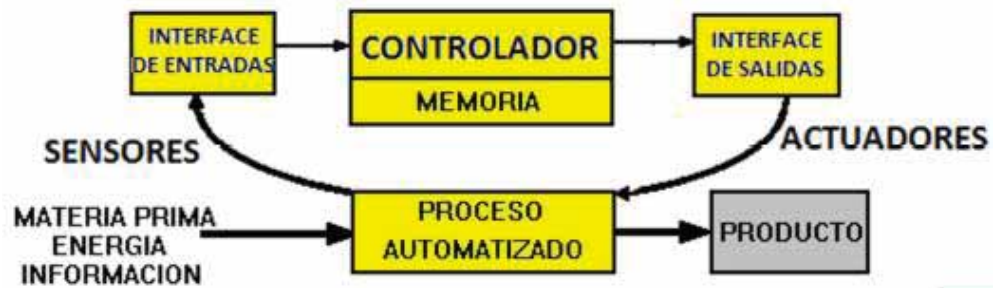 INTERFACE
DE ENTRADAS
CONTROLADOR
MEMORIA
INTERFACE
DE SALIDAS
SENSORES
ACTUADORES
MATERIA PRIMA
ENERGIA
INFORMACION
PROCESO
AUTOMATIZADO
PRODUCTO